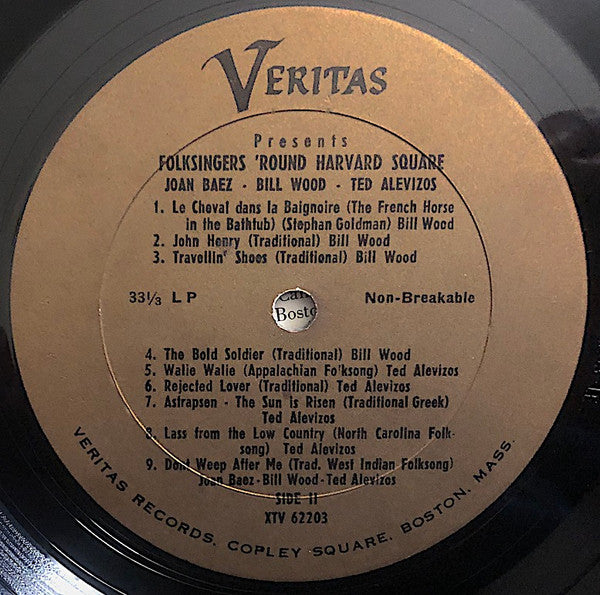 VERITAS
Presents
FOLKSINGERS 'ROUND HARVARD SQUARE
JOAN BAEZ - BILL WOOD - TED ALEVIZOS
1. Le Cheval dans la Baignoire (The French Horse
in the Bathtub) (Stephan Goldman) Bill Wood
2. John Henry (Traditional) Bill Wood
3. Travellin' Shoes (Traditional) Bill Wood
33⅓ LP
Non-Breakable
Bosto
4. The Bold Soldier (Traditional) Bill Wood
5. Walie Walie (Appalachian Fo'ksong) Ted Alevizos
6. Rejected Lover (Traditional) Ted Alevizos
7. Astrapsen - The Sun is Risen (Traditional Greek)
Ted Alevizos
8. Lass from the Low Country (North Carolina Folk-
song) Ted Alevizos
9. Dont Weep After Me (Trad. West Indian Folksong)
Joan Baez-Bill Wood-Ted Alevizos
SIDE II
XTV 62203
VERITAS RECORDS, COPLEY SQUARE, BOSTON, MASS.